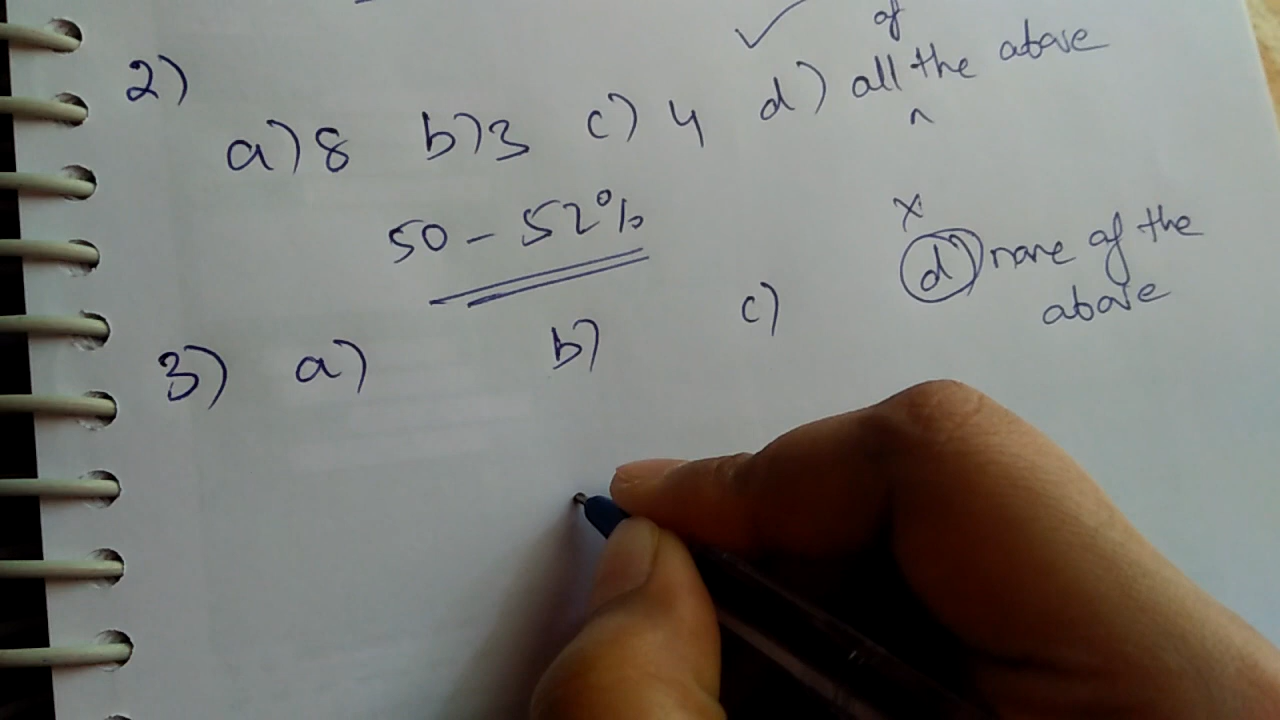 of
2) a) 8 b) 3 c) 4 d) all the above
^
50 - 52%
x
3) a) b) c) d) none of the
above